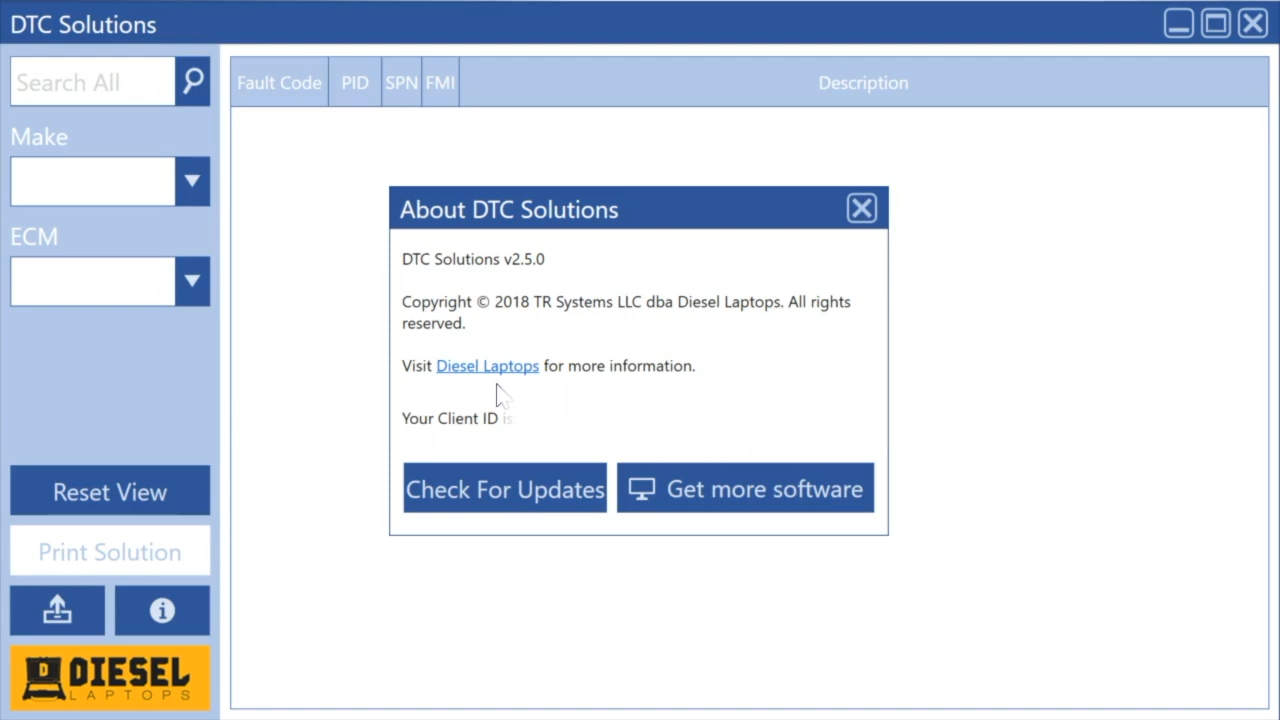 DTC Solutions
Search All
Make
ECM
Reset View
Print Solution
DIESEL
LAPTOPS
Fault Code PID SPN FMI Description
About DTC Solutions
DTC Solutions v2.5.0
Copyright © 2018 TR Systems LLC dba Diesel Laptops. All rights
reserved.
Visit Diesel Laptops for more information.
Your Client ID is
Check For Updates
Get more software